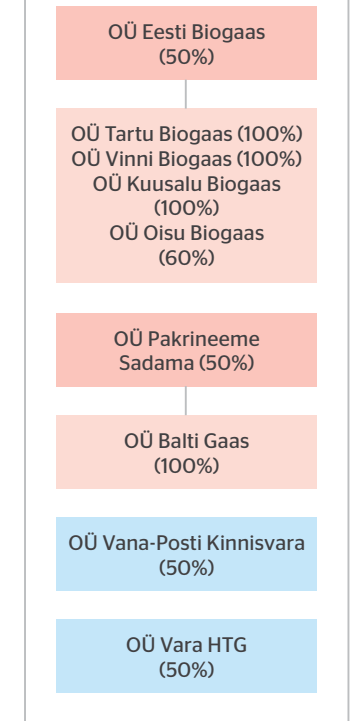 OÜ Eesti Biogaas
(50%)
OÜ Tartu Biogaas (100%)
OÜ Vinni Biogaas (100%)
OÜ Kuusalu Biogaas
(100%)
OÜ Oisu Biogaas
(60%)
OÜ Pakrineeme
Sadama (50%)
OÜ Balti Gaas
(100%)
OÜ Vana-Posti Kinnisvara
(50%)
OÜ Vara HTG
(50%)